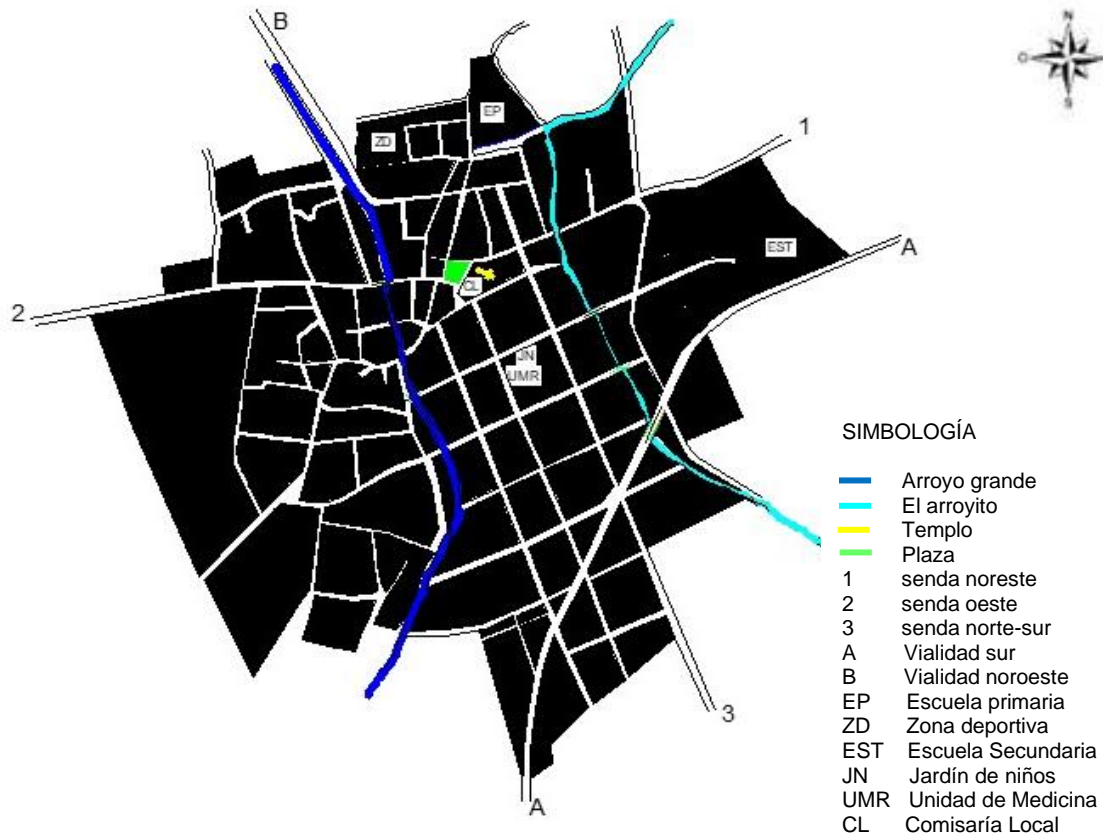 B
N
O
S
EP
1
ZD
A
EST
CL
2
JN
UMR
SIMBOLOGÍA
Arroyo grande
El arroyito
Templo
Plaza
1 senda noreste
2 senda oeste
3 senda norte-sur
A Vialidad sur
B Vialidad noroeste
EP Escuela primaria
ZD Zona deportiva
EST Escuela Secundaria
JN Jardín de niños
UMR Unidad de Medicina
CL Comisaría Local
3
A